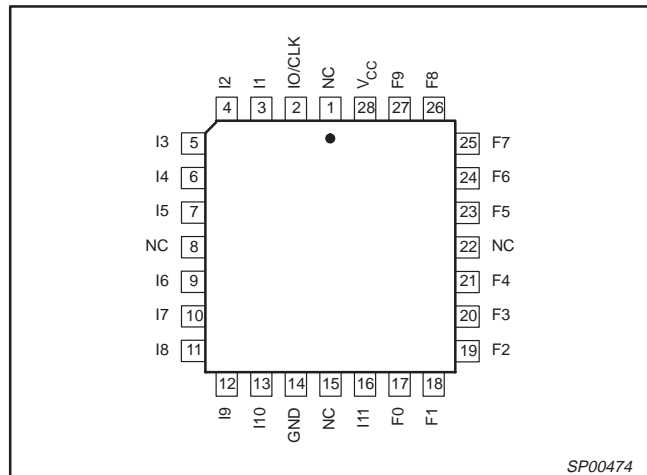 I2 I1 IO/CLK NC VCC F9 F8
4 3 2 1 28 27 26
I3 5 25 F7
I4 6 24 F6
I5 7 23 F5
NC 8 22 NC
I6 9 21 F4
I7 10 20 F3
I8 11 19 F2
12 13 14 15 16 17 18
I9 I10 GND NC I11 F0 F1
SP00474